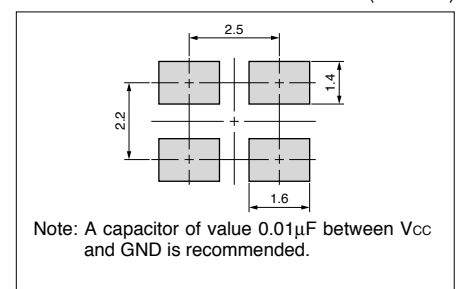 2.5
1.4
2.2
1.6
Note: A capacitor of value 0.01μF between Vcc
and GND is recommended.